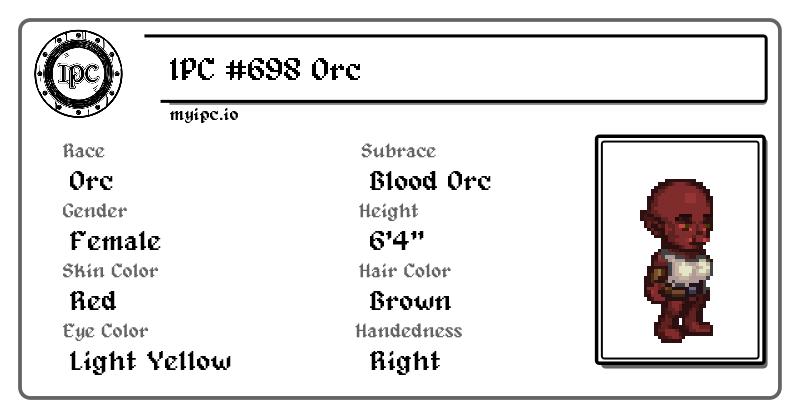 IPC
IPC #698 Orc
myipc.io
Race
Orc
Subrace
Blood Orc
Gender
Female
Height
6'4"
Skin Color
Red
Hair Color
Brown
Eye Color
Light Yellow
Handedness
Right